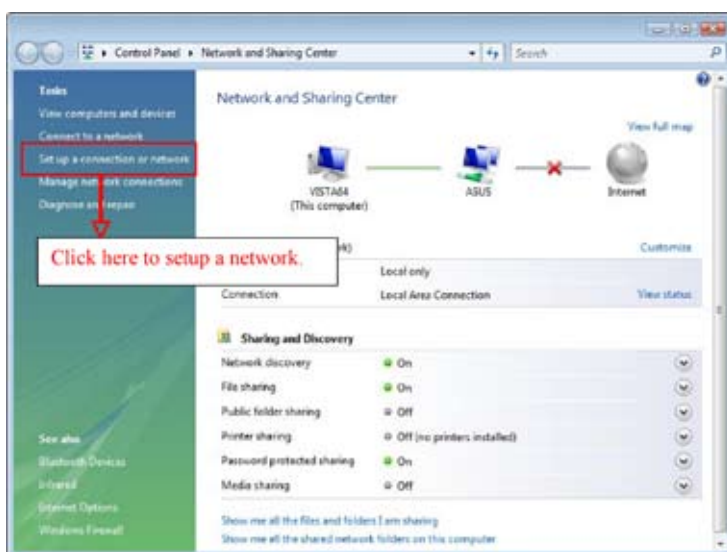 Control Panel ▸ Network and Sharing Center
Search
Tasks
View computers and devices
Connect to a network
Set up a connection or network
Manage network connections
Diagnose and repair
See also
Bluetooth Devices
Infrared
Internet Options
Windows Firewall
Network and Sharing Center
View full map
VISTA64
(This computer)
ASUS
Internet
Click here to setup a network.
Customize
Local only
Connection
Local Area Connection
View status
Sharing and Discovery
Network discovery
On
File sharing
On
Public folder sharing
Off
Printer sharing
Off (no printers installed)
Password protected sharing
On
Media sharing
Off
Show me all the files and folders I am sharing
Show me all the shared network folders on this computer